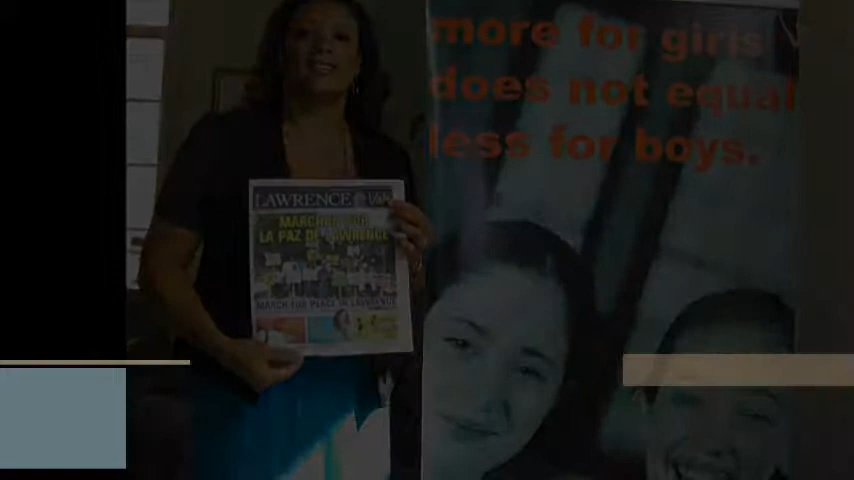 more for girls
does not equal
less for boys.
LAWRENCE
MARCHA POR
LA PAZ DE LAWRENCE
MARCH FOR PEACE IN LAWRENCE